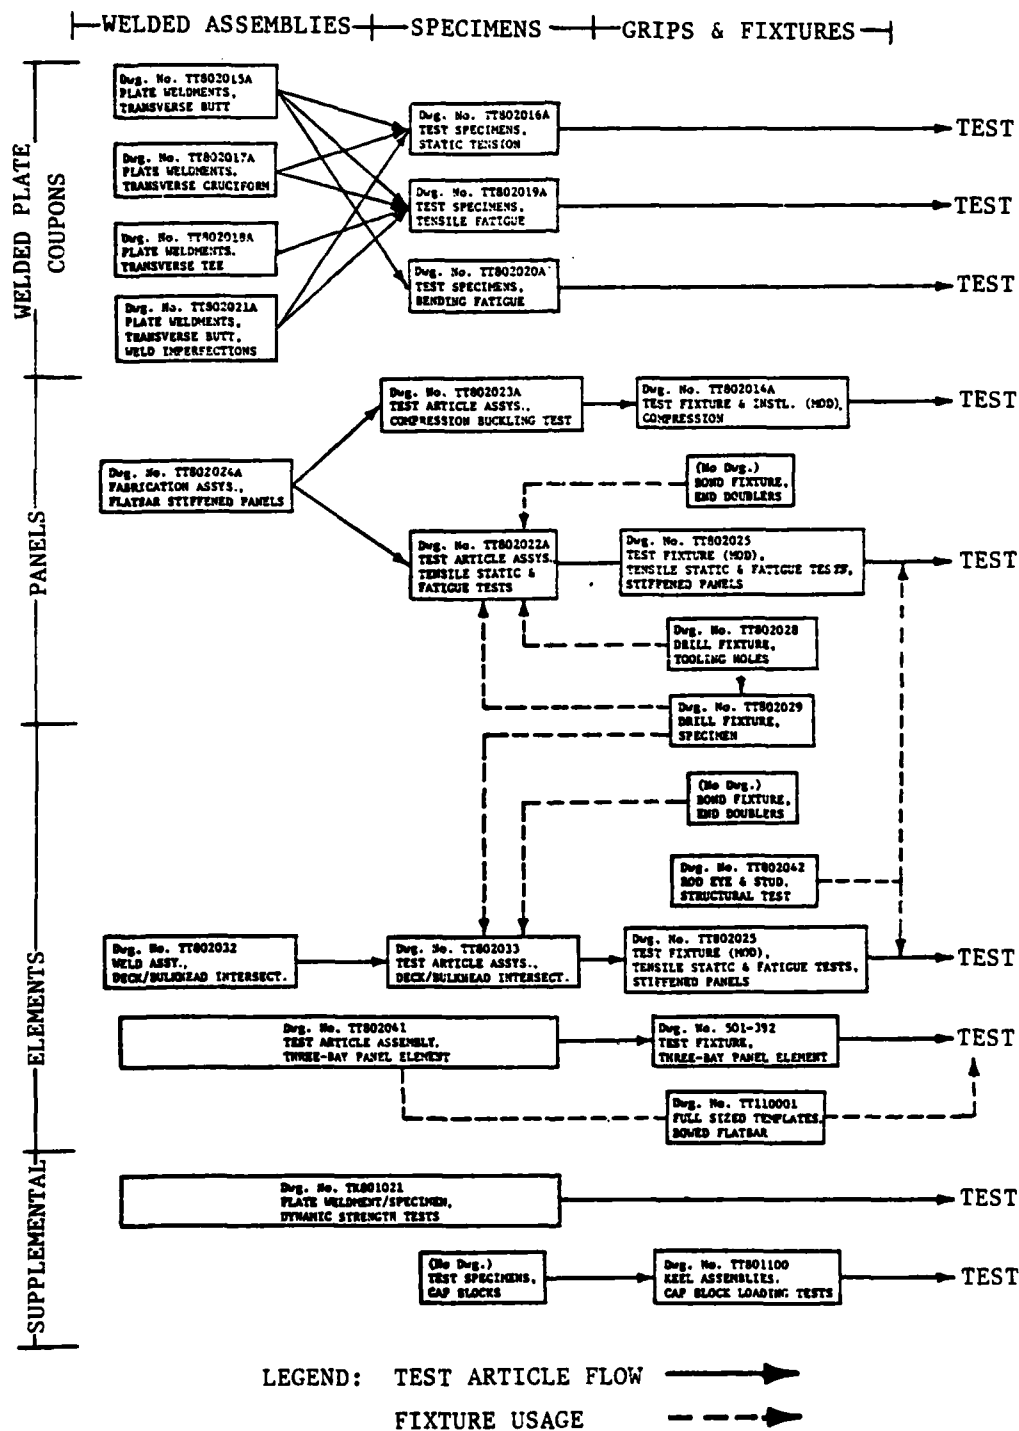 WELDED ASSEMBLIES
SPECIMENS
GRIPS & FIXTURES
WELDED PLATE
COUPONS
Dwg. No. TT802015A
PLATE WELDMENTS,
TRANSVERSE BUTT
Dwg. No. TT802017A
PLATE WELDMENTS,
TRANSVERSE CRUCIFORM
Dwg. No. TT802018A
PLATE WELDMENTS.
TRANSVERSE TEE
Dwg. No. TT802021A
PLATE WELDMENTS,
TRANSVERSE BUTT,
WELD IMPERFECTIONS
Dwg. No. TT802016A
TEST SPECIMENS,
STATIC TENSION
TEST
Dwg. No. TT802019A
TEST SPECIMENS,
TENSILE FATIGUE
TEST
Dwg. No. TT802020A
TEST SPECIMENS,
BENDING FATIGUE
TEST
PANELS
Dwg. No. TT802024A
FABRICATION ASSYS.,
FLATBAR STIFFENED PANELS
Dwg. No. TT802023A
TEST ARTICLE ASSYS.,
COMPRESSION BUCKLING TEST
Dwg. No. TT802014A
TEST FIXTURE & INSTL. (MOD),
COMPRESSION
TEST
(No Dwg.)
BOND FIXTURE,
END DOUBLERS
Dwg. No. TT802022A
TEST ARTICLE ASSYS.
TENSILE STATIC &
FATIGUE TESTS
Dwg. No. TT802025
TEST FIXTURE (MOD),
TENSILE STATIC & FATIGUE TESTS,
STIFFENED PANELS
TEST
Dwg. No. TT802028
DRILL FIXTURE,
TOOLING HOLES
Dwg. No. TT802029
DRILL FIXTURE,
SPECIMEN
ELEMENTS
(No Dwg.)
BOND FIXTURE,
END DOUBLERS
Dwg. No. TT802042
ROD EYE & STUD.
STRUCTURAL TEST
Dwg. No. TT802032
WELD ASSY.,
DECK/BULKHEAD INTERSECT.
Dwg. No. TT802033
TEST ARTICLE ASSYS.,
DECK/BULKHEAD INTERSECT.
Dwg. No. TT802025
TEST FIXTURE (MOD),
TENSILE STATIC & FATIGUE TESTS,
STIFFENED PANELS
TEST
Dwg. No. TT802041
TEST ARTICLE ASSEMBLY,
THREE-BAY PANEL ELEMENT
Dwg. No. 501-392
TEST FIXTURE,
THREE-BAY PANEL ELEMENT
TEST
Dwg. No. TT110001
FULL SIZED TEMPLATES,
BOWED FLATBAR
SUPPLEMENTAL
Dwg. No. TK801021
PLATE WELDMENT/SPECIMEN,
DYNAMIC STRENGTH TESTS
TEST
(No Dwg.)
TEST SPECIMENS,
CAP BLOCKS
Dwg. No. TT801100
KEEL ASSEMBLIES.
CAP BLOCK LOADING TESTS
TEST
LEGEND: TEST ARTICLE FLOW
FIXTURE USAGE